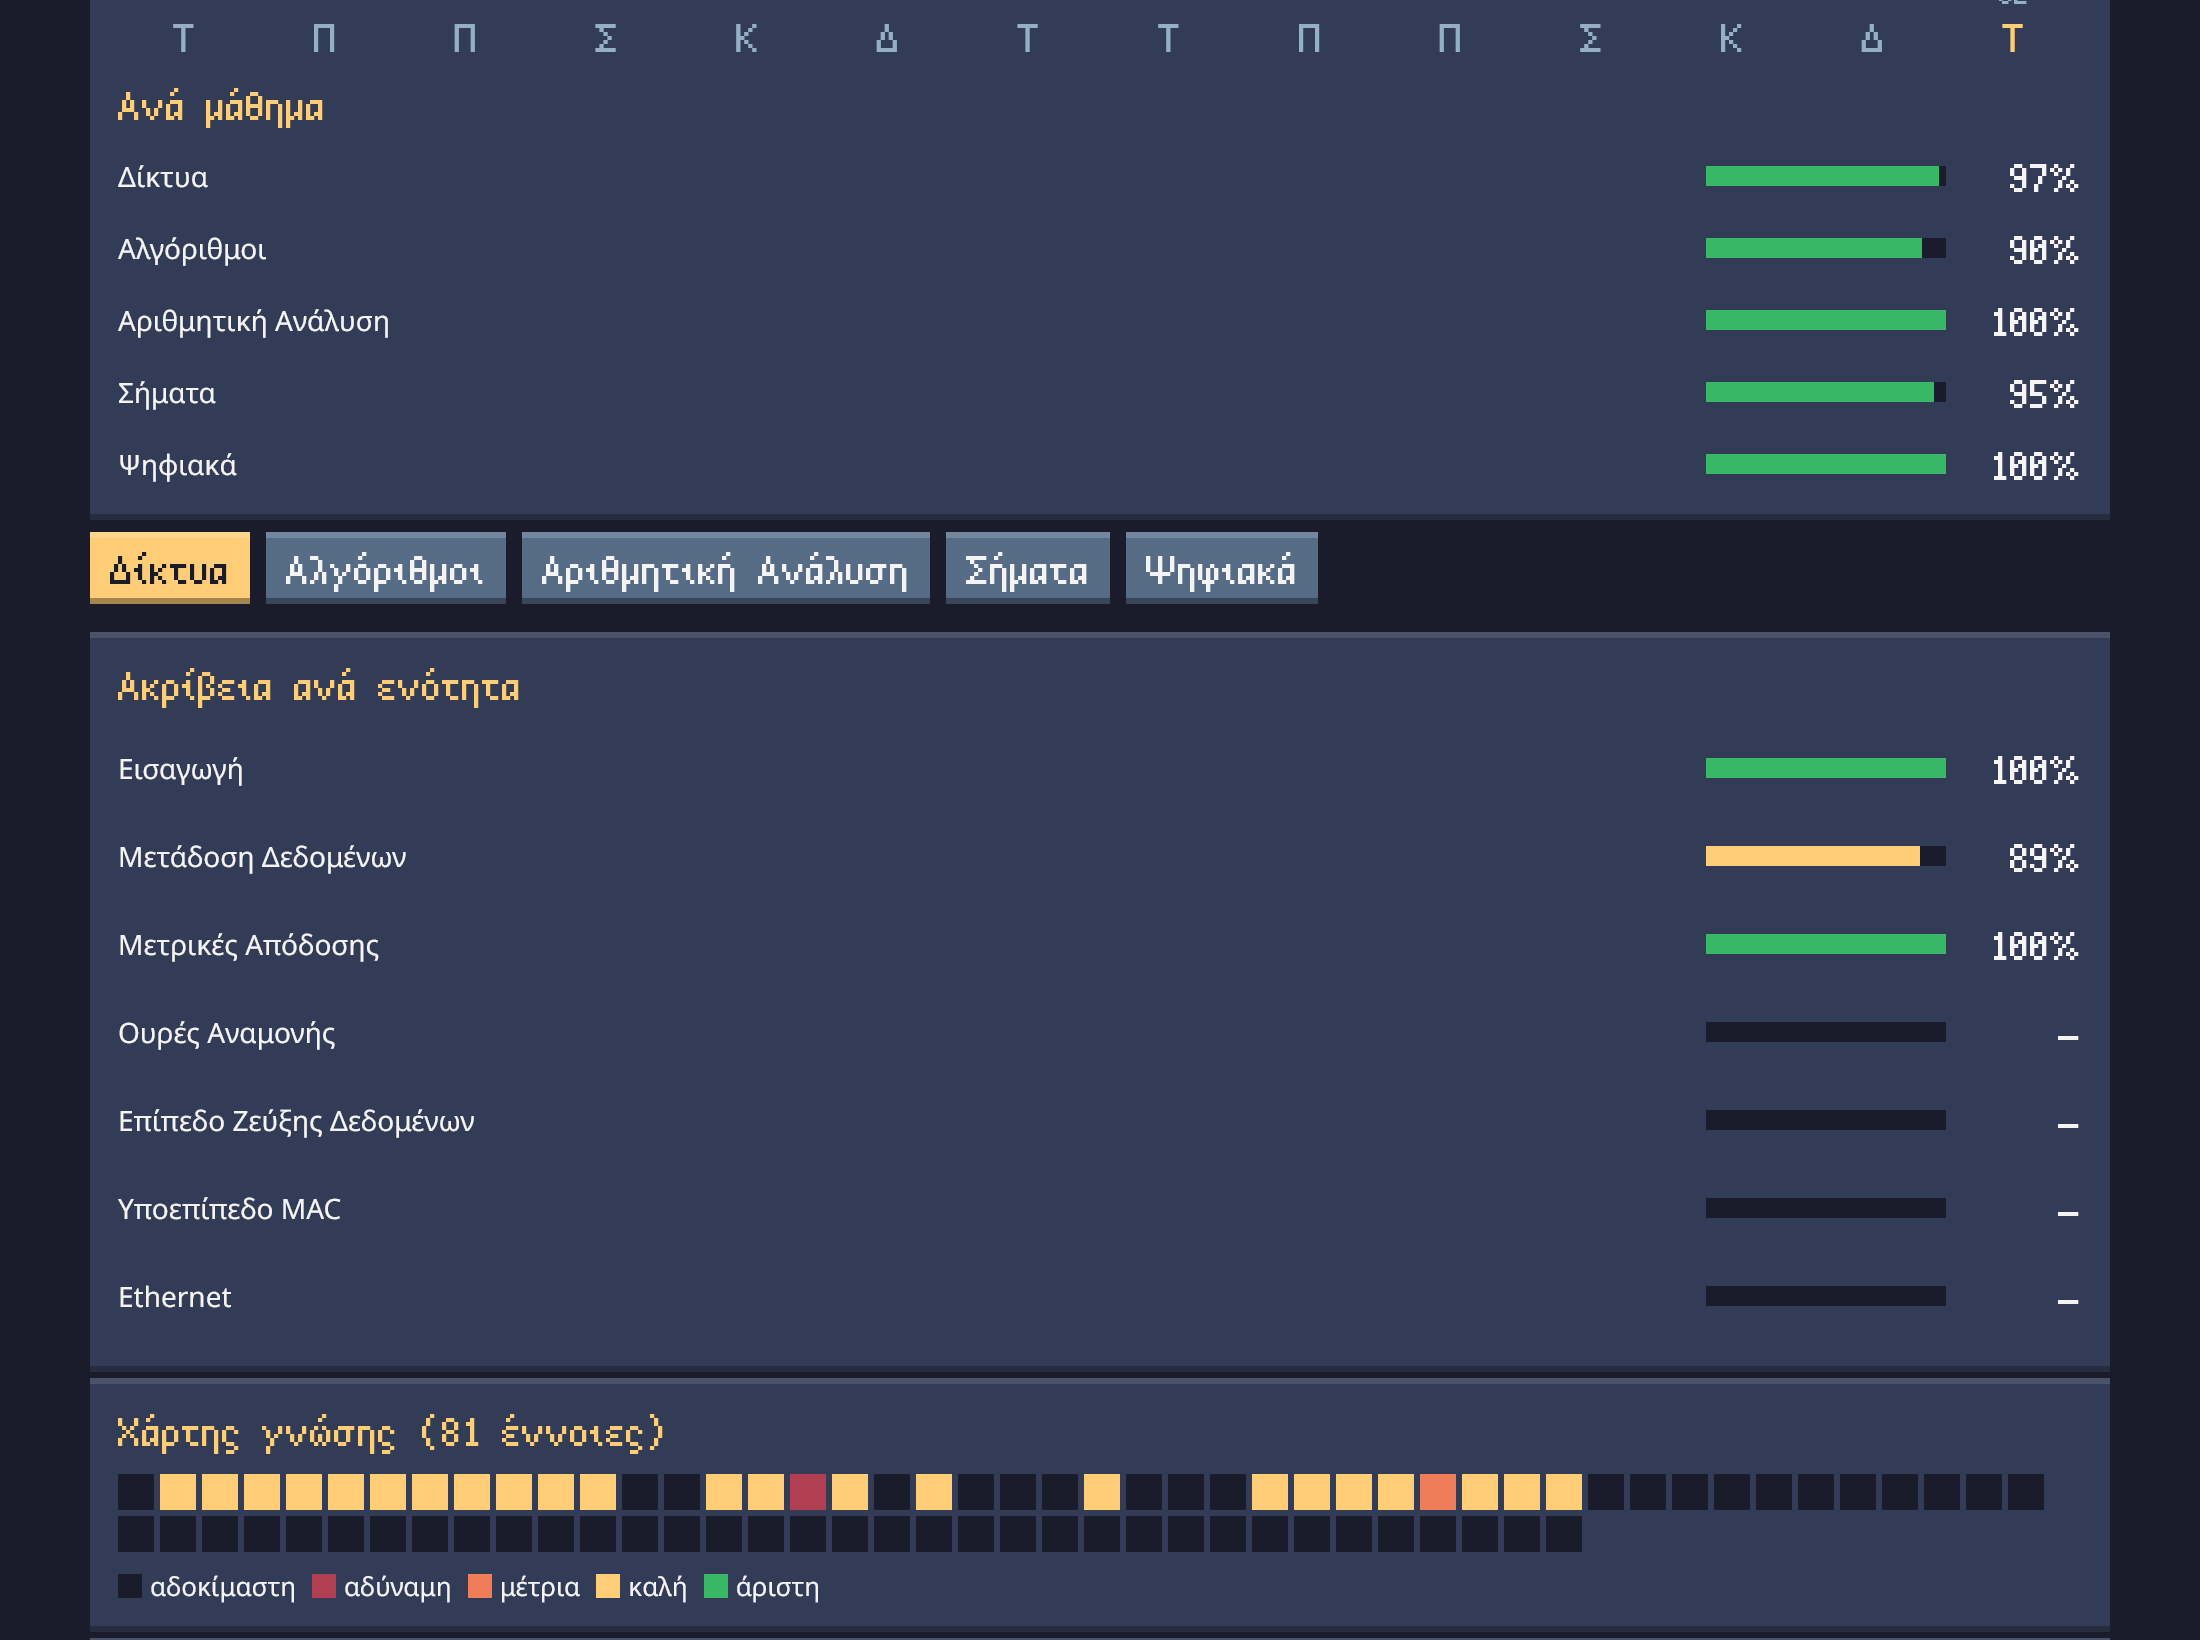 Τ Π Π Σ Κ Δ Τ Τ Π Π Σ Κ Δ Τ
Ανά μάθημα
Δίκτυα 97%
Αλγόριθμοι 90%
Αριθμητική Ανάλυση 100%
Σήματα 95%
Ψηφιακά 100%
Δίκτυα Αλγόριθμοι Αριθμητική Ανάλυση Σήματα Ψηφιακά
Ακρίβεια ανά ενότητα
Εισαγωγή 100%
Μετάδοση Δεδομένων 89%
Μετρικές Απόδοσης 100%
Ουρές Αναμονής —
Επίπεδο Ζεύξης Δεδομένων —
Υποεπίπεδο MAC —
Ethernet —
Χάρτης γνώσης (81 έννοιες)
αδοκίμαστη αδύναμη μέτρια καλή άριστη